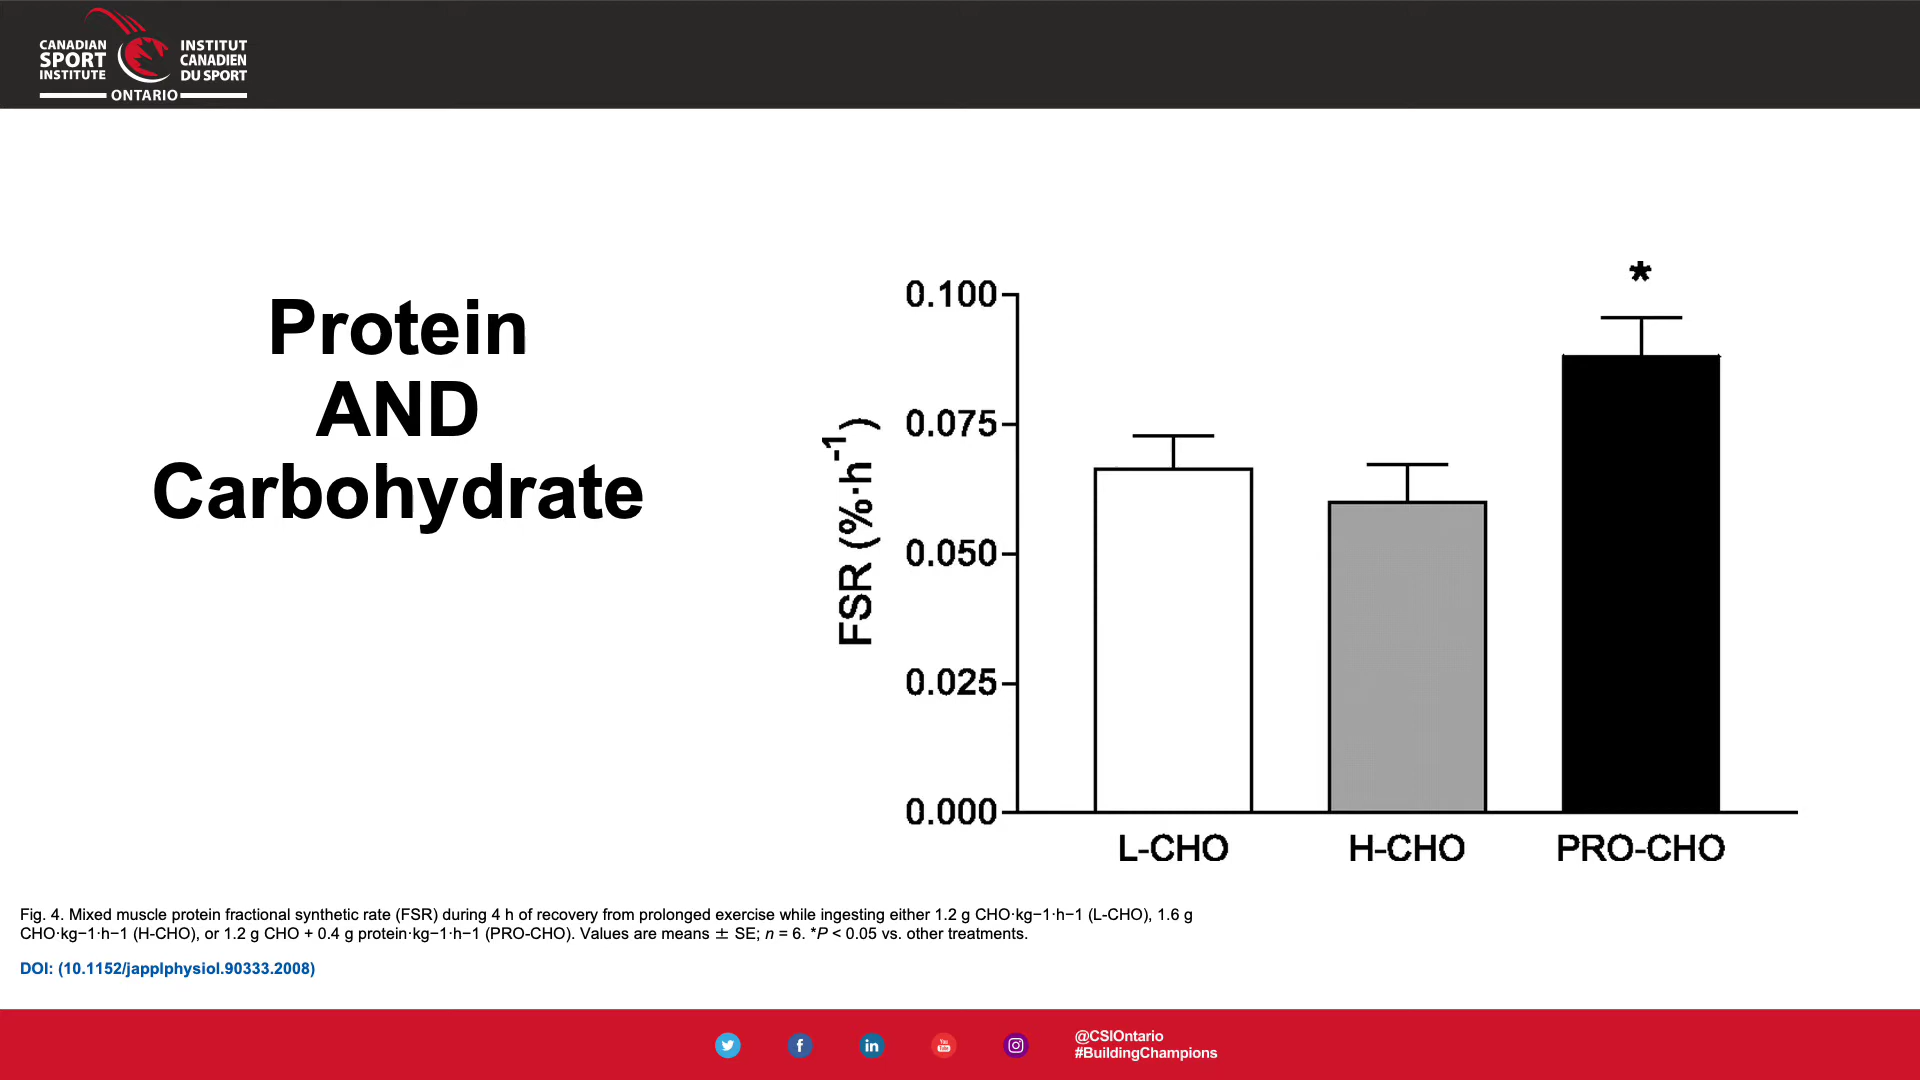 CANADIAN
SPORT
INSTITUTE
INSTITUT
CANADIEN
DU SPORT
ONTARIO
Protein
AND
Carbohydrate
*
0.100
0.075
0.050
0.025
0.000
FSR (%·h-1)
L-CHO
H-CHO
PRO-CHO
Fig. 4. Mixed muscle protein fractional synthetic rate (FSR) during 4 h of recovery from prolonged exercise while ingesting either 1.2 g CHO·kg−1·h−1 (L-CHO), 1.6 g
CHO·kg−1·h−1 (H-CHO), or 1.2 g CHO + 0.4 g protein·kg−1·h−1 (PRO-CHO). Values are means ± SE; n = 6. *P < 0.05 vs. other treatments.
DOI: (10.1152/japplphysiol.90333.2008)
f
in
You
Tube
@CSIOntario
#BuildingChampions